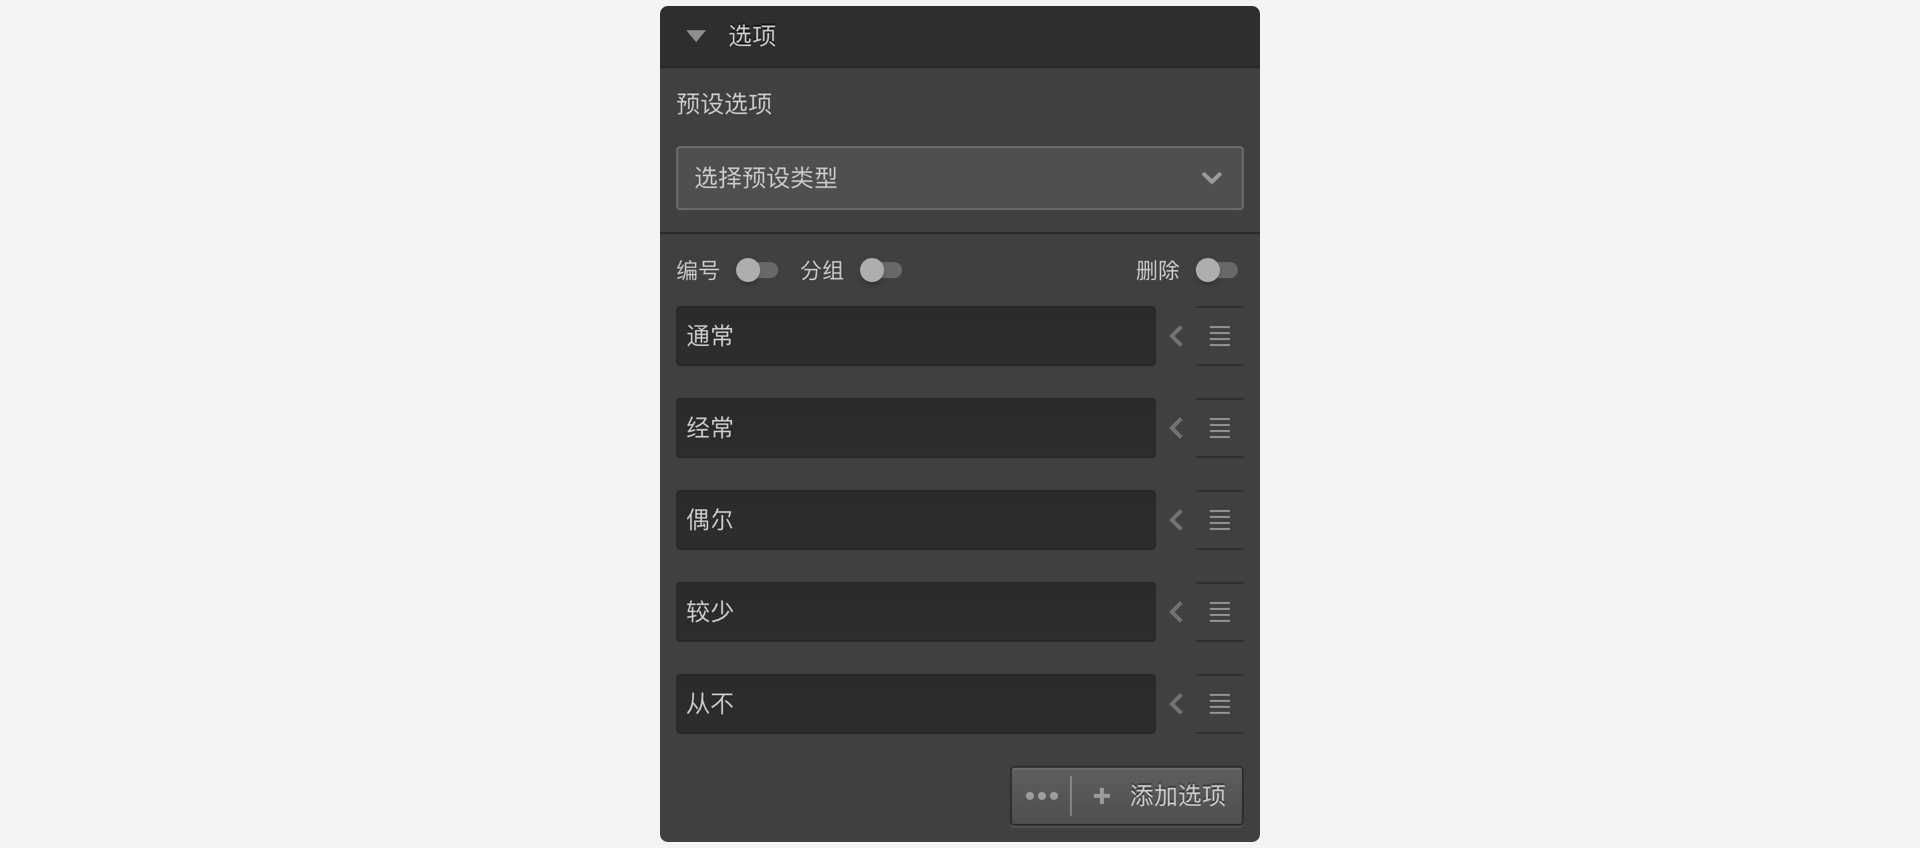 选项
预设选项
选择预设类型
编号 分组 删除
通常
经常
偶尔
较少
从不
添加选项